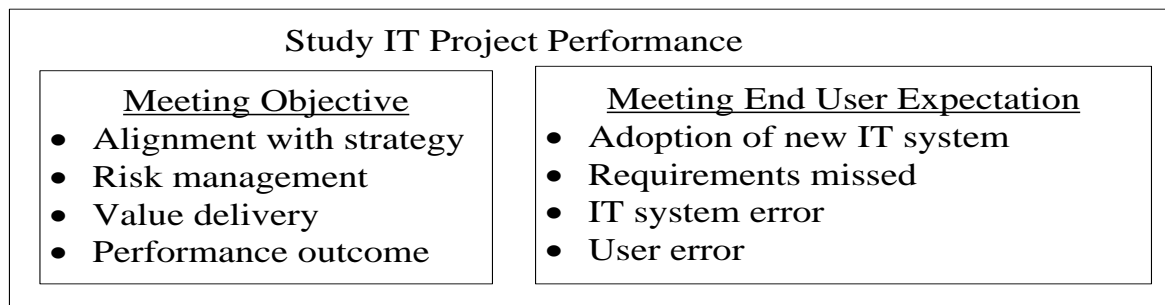 Study IT Project Performance
Meeting Objective
• Alignment with strategy
• Risk management
• Value delivery
• Performance outcome
Meeting End User Expectation
• Adoption of new IT system
• Requirements missed
• IT system error
• User error